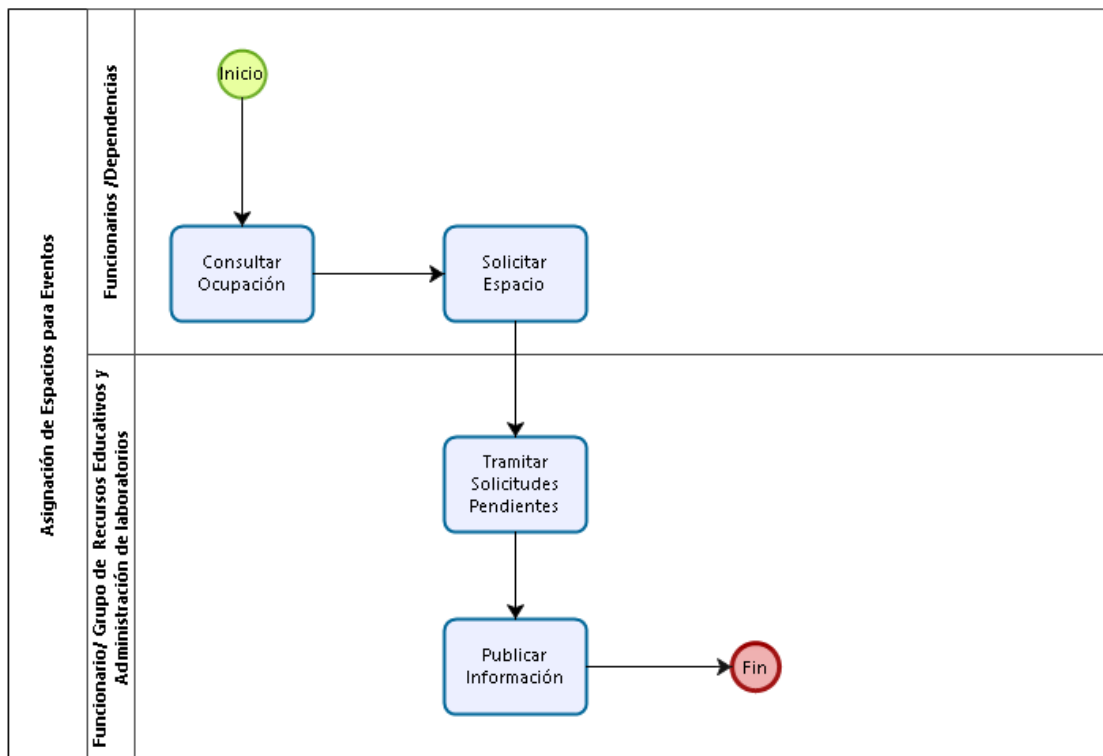 Asignación de Espacios para Eventos
Funcionarios /Dependencias
Inicio
Consultar
Ocupación
Solicitar
Espacio
Funcionario/ Grupo de Recursos Educativos y
Administración de laboratorios
Tramitar
Solicitudes
Pendientes
Publicar
Información
Fin